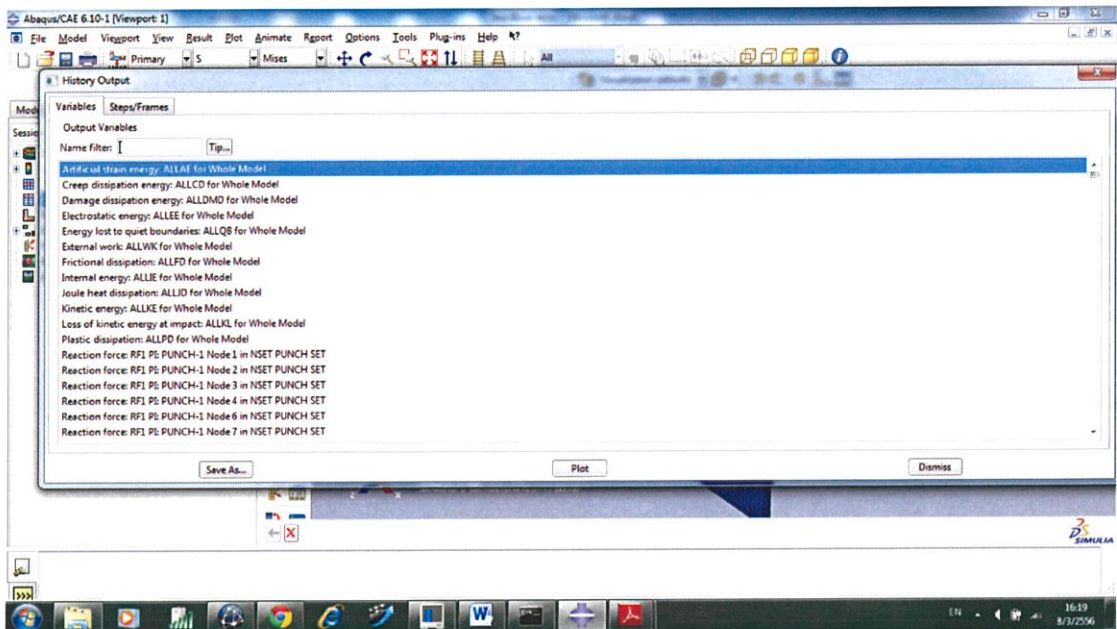 Abaqus/CAE 6.10-1 [Viewport: 1]
File Model Viewport View Result Plot Animate Report Options Tools Plug-ins Help
Primary S Mises All
History Output
Mode
Variables Steps/Frames
Sessio
Output Variables
Name filter: Tip...
Artificial strain energy: ALLAE for Whole Model
Creep dissipation energy: ALLCD for Whole Model
Damage dissipation energy: ALLDMD for Whole Model
Electrostatic energy: ALLEE for Whole Model
Energy lost to quiet boundaries: ALLQB for Whole Model
External work: ALLWK for Whole Model
Frictional dissipation: ALLFD for Whole Model
Internal energy: ALLIE for Whole Model
Joule heat dissipation: ALLJD for Whole Model
Kinetic energy: ALLKE for Whole Model
Loss of kinetic energy at impact: ALLKL for Whole Model
Plastic dissipation: ALLPD for Whole Model
Reaction force: RF1 PI: PUNCH-1 Node 1 in NSET PUNCH SET
Reaction force: RF1 PI: PUNCH-1 Node 2 in NSET PUNCH SET
Reaction force: RF1 PI: PUNCH-1 Node 3 in NSET PUNCH SET
Reaction force: RF1 PI: PUNCH-1 Node 4 in NSET PUNCH SET
Reaction force: RF1 PI: PUNCH-1 Node 6 in NSET PUNCH SET
Reaction force: RF1 PI: PUNCH-1 Node 7 in NSET PUNCH SET
Save As... Plot Dismiss
SIMULIA
EN 16:19
8/3/2556